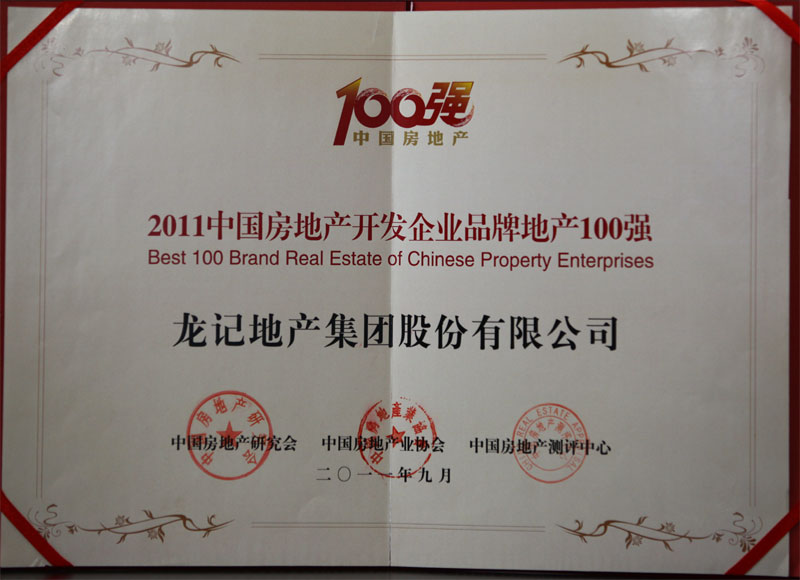 100强
中国房地产
2011中国房地产开发企业品牌地产100强
Best 100 Brand Real Estate of Chinese Property Enterprises
龙记地产集团股份有限公司
中国房地产研究会 中国房地产业协会 中国房地产测评中心
二〇一一年九月